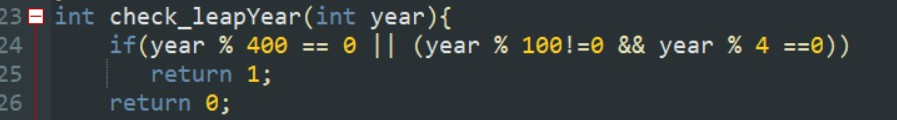 23 int check_leapYear(int year){
24 if(year % 400 == 0 || (year % 100!=0 && year % 4 ==0))
25 return 1;
26 return 0;